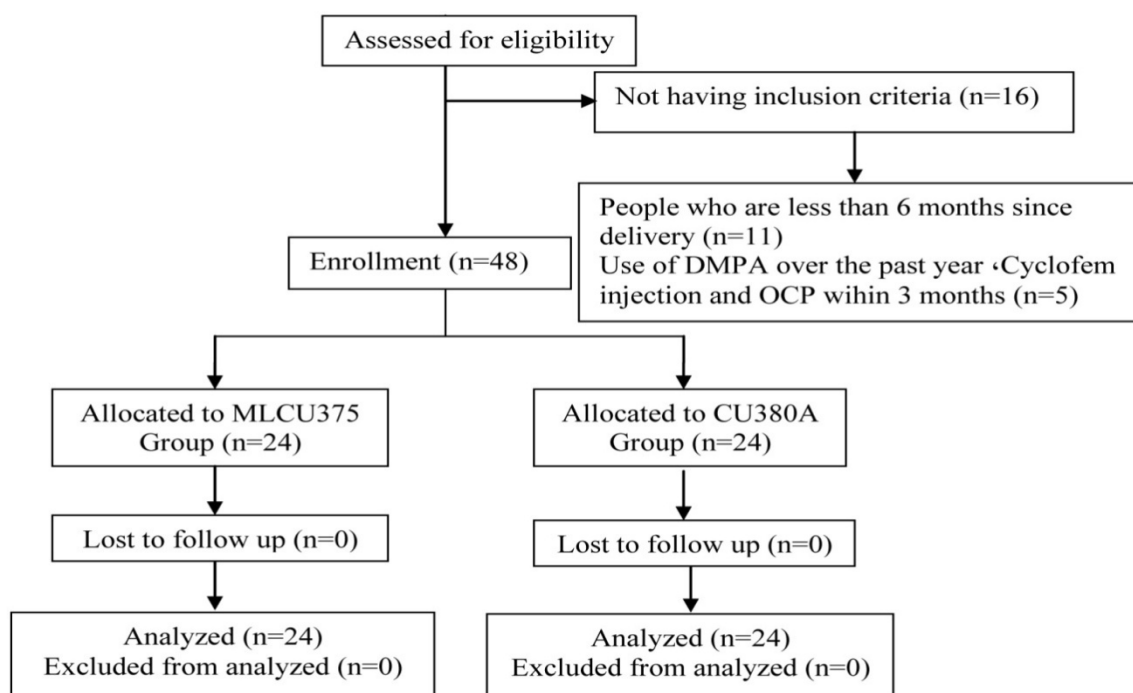 Assessed for eligibility
Not having inclusion criteria (n=16)
People who are less than 6 months since
delivery (n=11)
Use of DMPA over the past year ،Cyclofem
injection and OCP wihin 3 months (n=5)
Enrollment (n=48)
Allocated to MLCU375
Group (n=24)
Allocated to CU380A
Group (n=24)
Lost to follow up (n=0)
Lost to follow up (n=0)
Analyzed (n=24)
Excluded from analyzed (n=0)
Analyzed (n=24)
Excluded from analyzed (n=0)